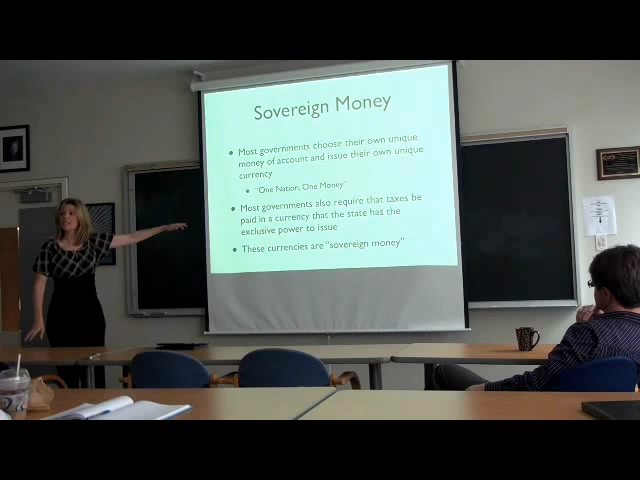 Sovereign Money
• Most governments choose their own unique
money of account and issue their own unique
currency
• "One Nation, One Money"
• Most governments also require that taxes be
paid in a currency that the state has the
exclusive power to issue
• These currencies are "sovereign money"